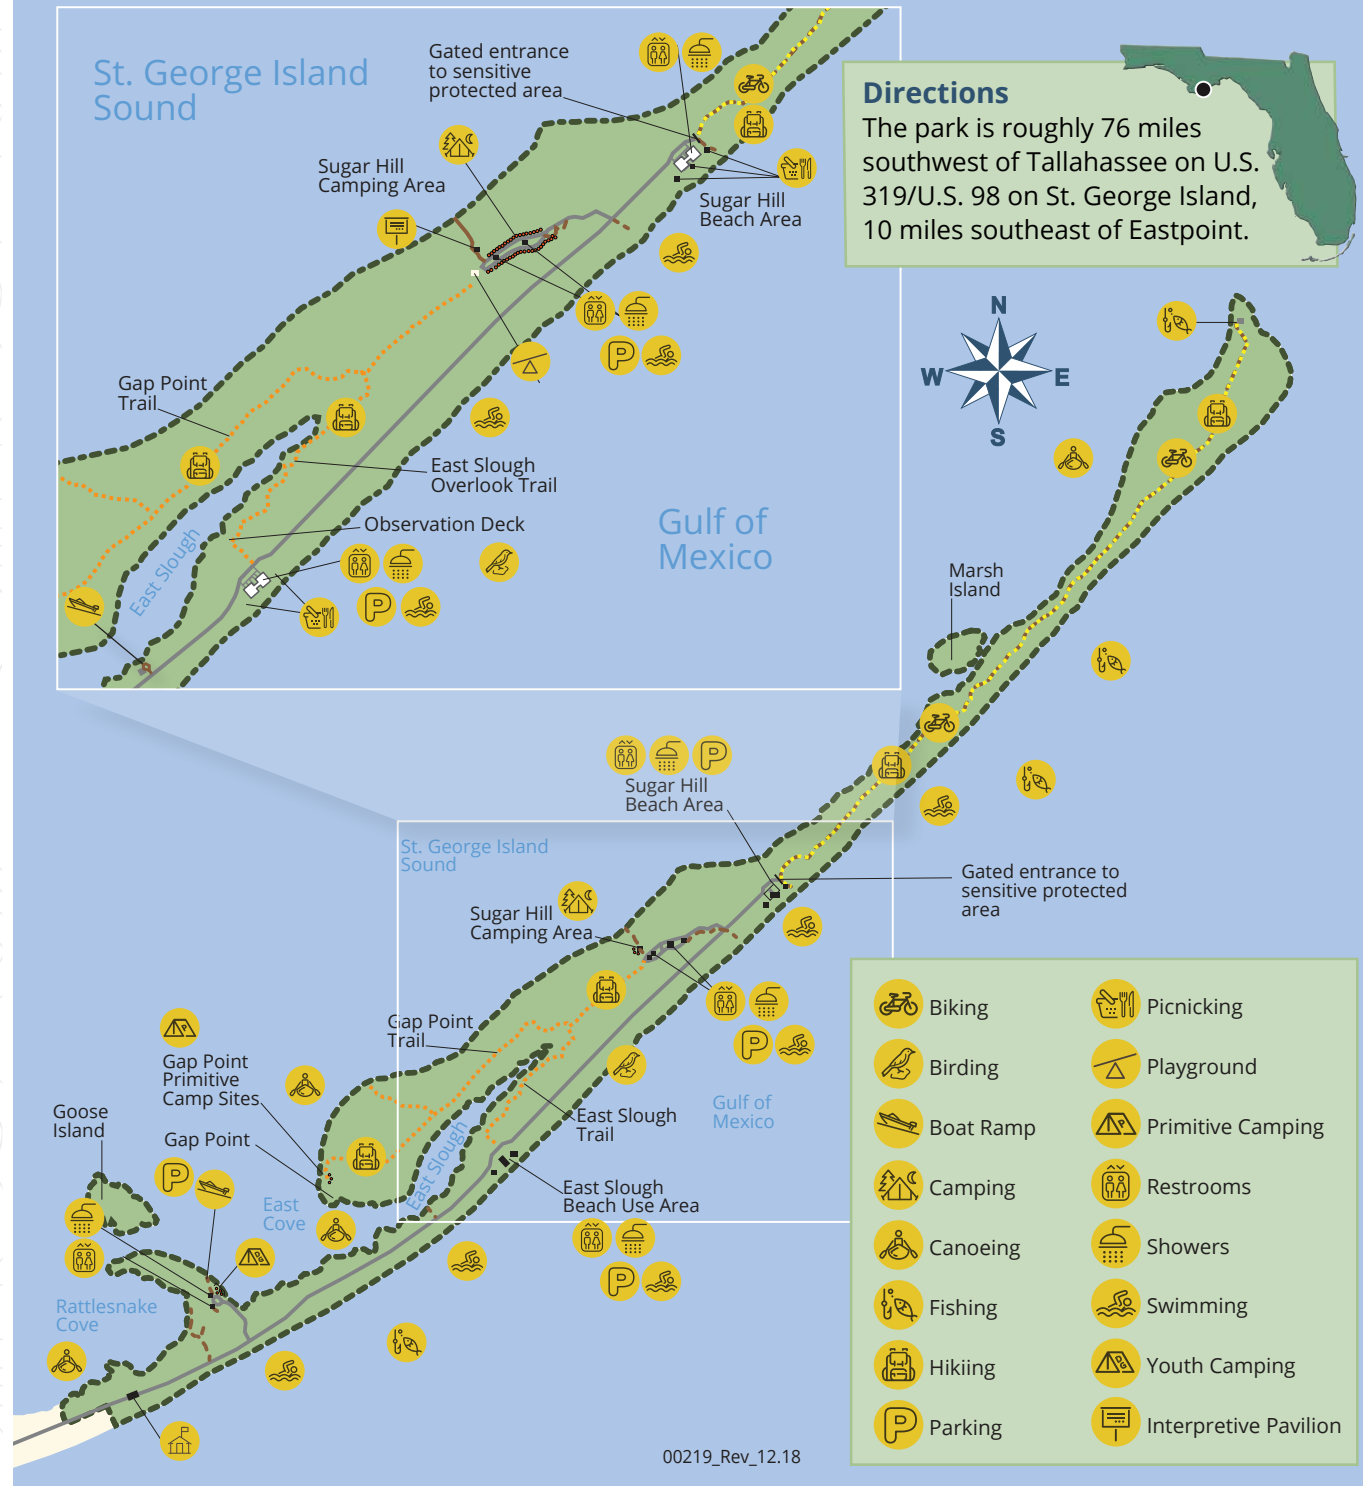 St. George Island
Sound
Gated entrance
to sensitive
protected area
Sugar Hill
Camping Area
Sugar Hill
Beach Area
Gap Point
Trail
East Slough
Overlook Trail
Observation Deck
East Slough
Gulf of
Mexico
Directions
The park is roughly 76 miles
southwest of Tallahassee on U.S.
319/U.S. 98 on St. George Island,
10 miles southeast of Eastpoint.
N
W
E
S
Marsh
Island
Sugar Hill
Beach Area
St. George Island
Sound
Gated entrance to
sensitive protected
area
Sugar Hill
Camping Area
Gap Point
Trail
Gap Point
Primitive
Camp Sites
Goose
Island
Gap Point
East Slough
Trail
Gulf of
Mexico
East Slough
East Slough
Beach Use Area
East
Cove
Rattlesnake
Cove
Biking
Birding
Boat Ramp
Camping
Canoeing
Fishing
Hikiing
Parking
Picnicking
Playground
Primitive Camping
Restrooms
Showers
Swimming
Youth Camping
Interpretive Pavilion
00219_Rev_12.18